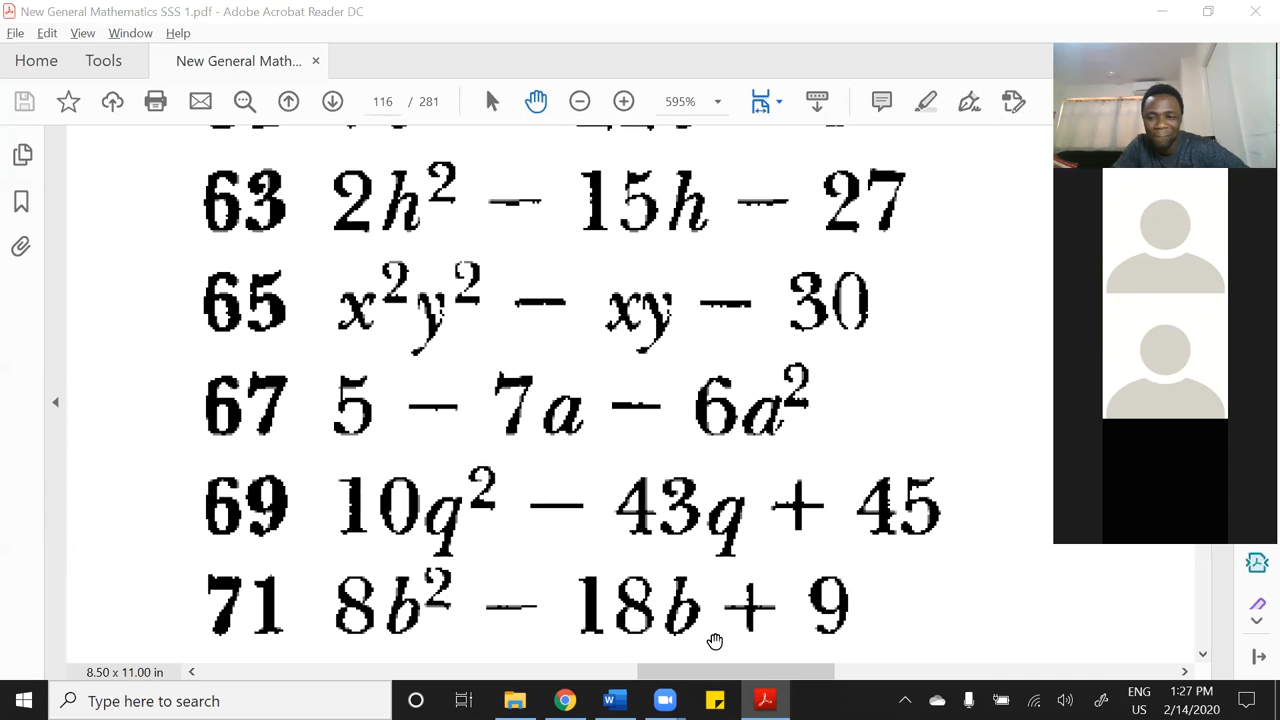 New General Mathematics SSS 1.pdf - Adobe Acrobat Reader DC
File Edit View Window Help
Home Tools New General Math... ×
116 / 281 595%
63 2h² − 15h − 27
65 x²y² − xy − 30
67 5 − 7a − 6a²
69 10q² − 43q + 45
71 8b² − 18b + 9
8.50 x 11.00 in
Type here to search
ENG 1:27 PM
US 2/14/2020